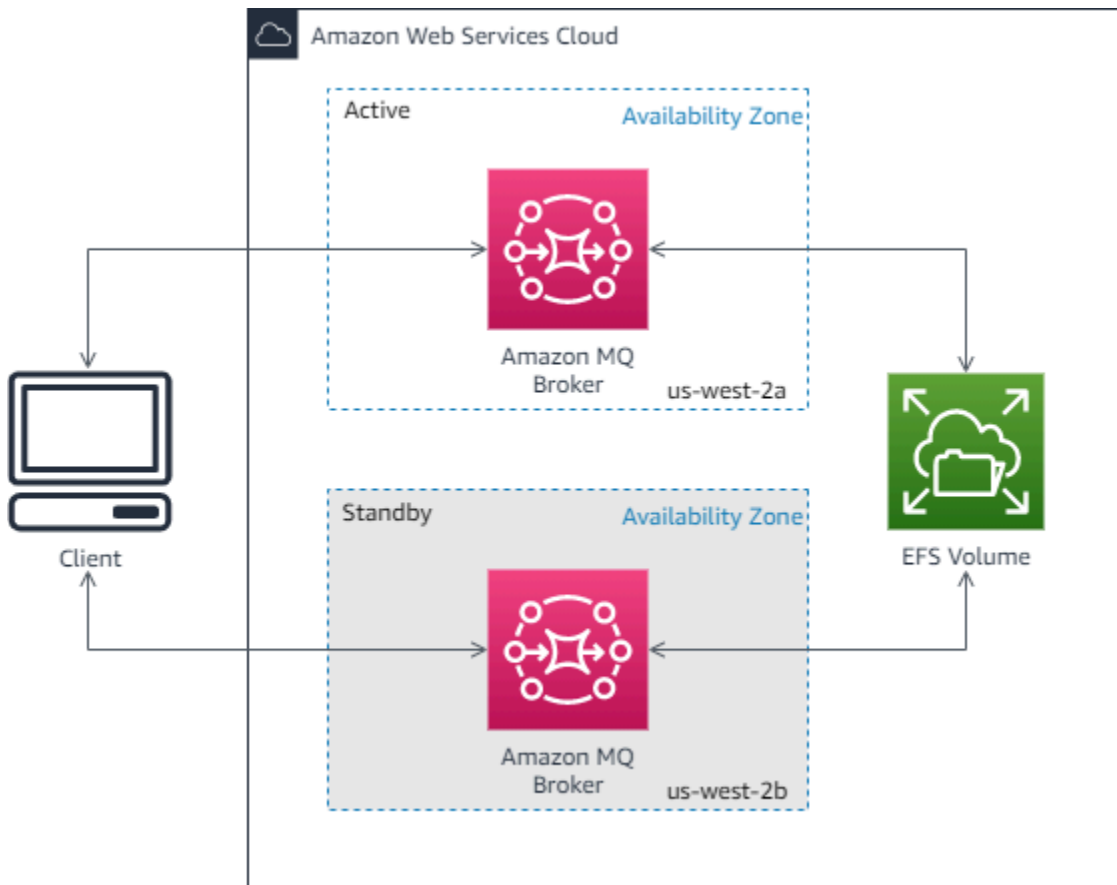 Amazon Web Services Cloud
Active
Availability Zone
Amazon MQ
Broker
us-west-2a
Client
EFS Volume
Standby
Availability Zone
Amazon MQ
Broker
us-west-2b